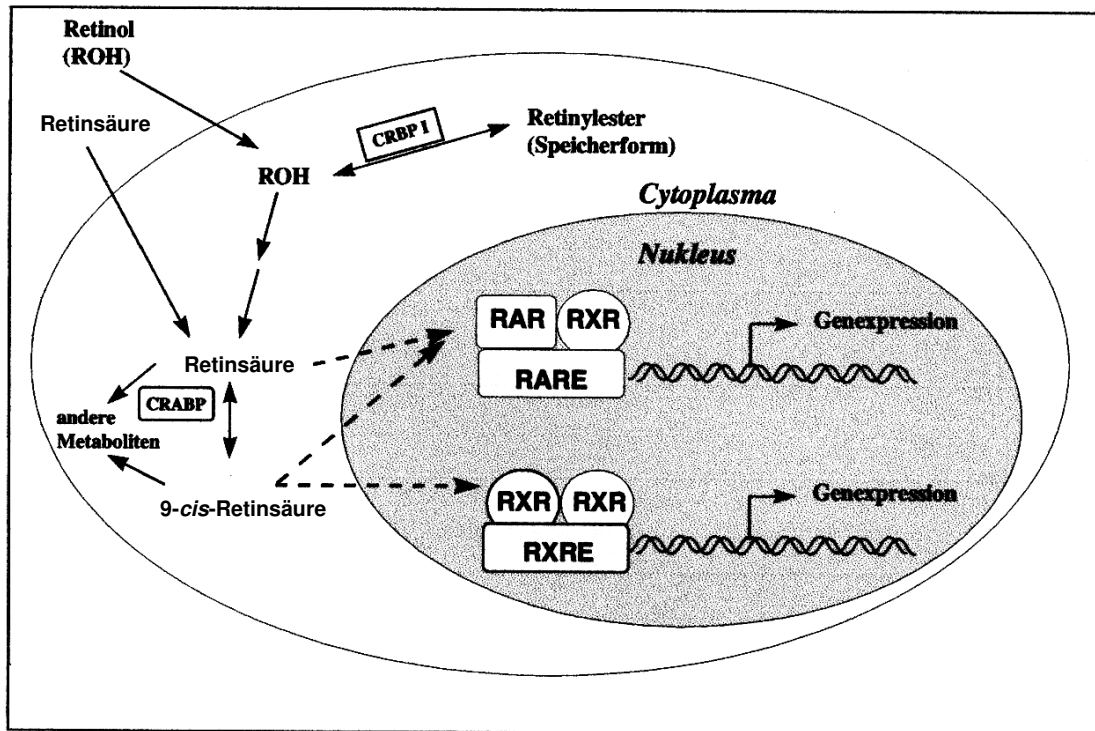 Retinol
(ROH)
Retinsäure
CRBP I
Retinylester
(Speicherform)
ROH
Cytoplasma
Nukleus
RAR
RXR
Genexpression
RARE
Retinsäure
CRABP
andere
Metaboliten
9-cis-Retinsäure
RXR
RXR
Genexpression
RXRE